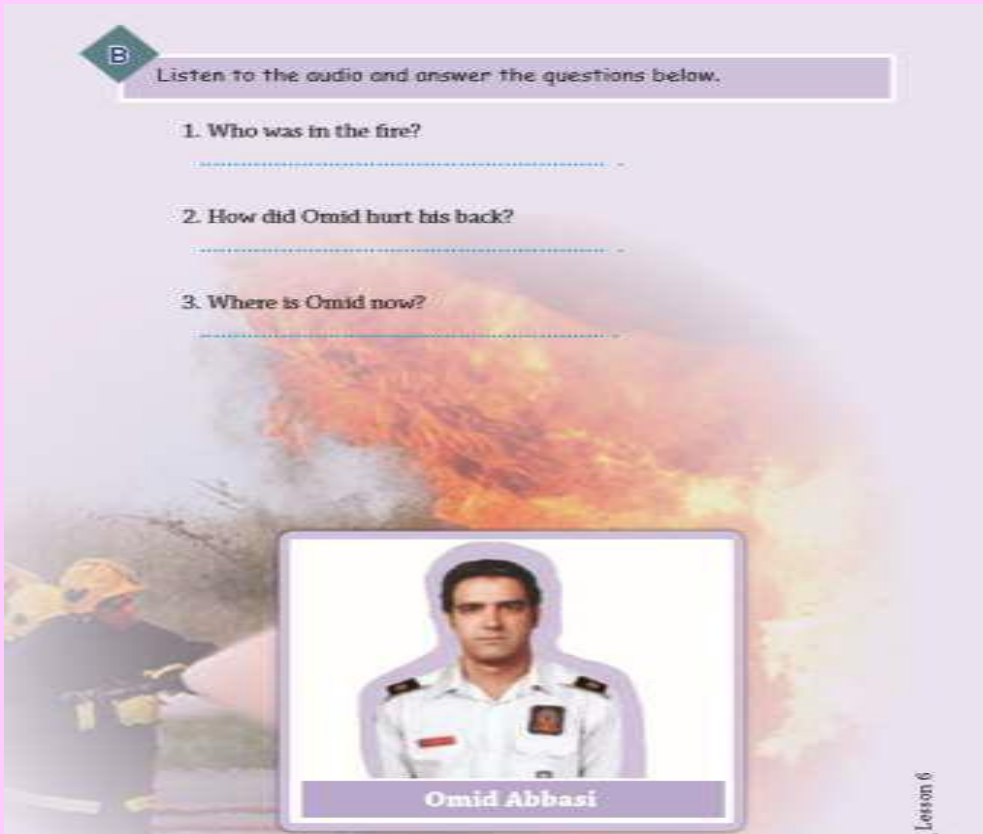 B
Listen to the audio and answer the questions below.
1. Who was in the fire?
2. How did Omid hurt his back?
3. Where is Omid now?
Omid Abbasi
Lesson 6